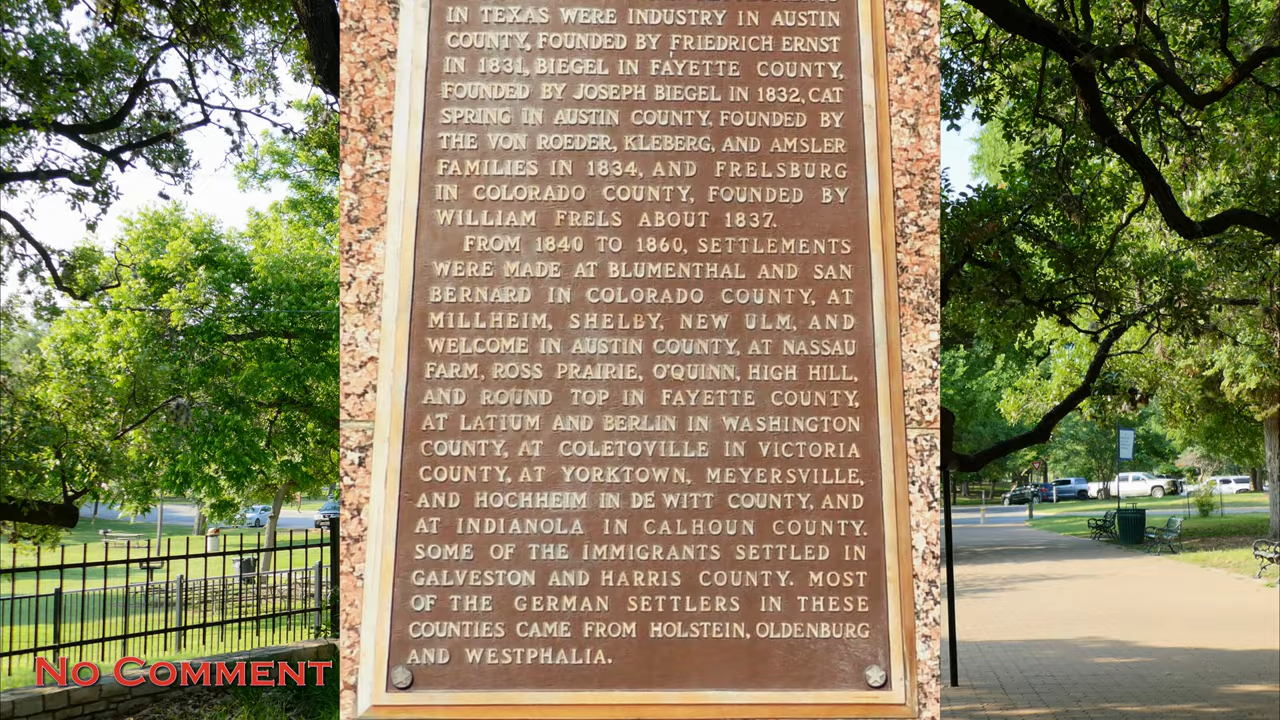 IN TEXAS WERE INDUSTRY IN AUSTIN
COUNTY, FOUNDED BY FRIEDRICH ERNST
IN 1831, BIEGEL IN FAYETTE COUNTY,
FOUNDED BY JOSEPH BIEGEL IN 1832, CAT
SPRING IN AUSTIN COUNTY, FOUNDED BY
THE VON ROEDER, KLEBERG, AND AMSLER
FAMILIES IN 1834, AND FRELSBURG
IN COLORADO COUNTY, FOUNDED BY
WILLIAM FRELS ABOUT 1837.
FROM 1840 TO 1860, SETTLEMENTS
WERE MADE AT BLUMENTHAL AND SAN
BERNARD IN COLORADO COUNTY, AT
MILLHEIM, SHELBY, NEW ULM, AND
WELCOME IN AUSTIN COUNTY, AT NASSAU
FARM, ROSS PRAIRIE, O'QUINN, HIGH HILL,
AND ROUND TOP IN FAYETTE COUNTY,
AT LATIUM AND BERLIN IN WASHINGTON
COUNTY, AT COLETOVILLE IN VICTORIA
COUNTY, AT YORKTOWN, MEYERSVILLE,
AND HOCHHEIM IN DE WITT COUNTY, AND
AT INDIANOLA IN CALHOUN COUNTY.
SOME OF THE IMMIGRANTS SETTLED IN
GALVESTON AND HARRIS COUNTY. MOST
OF THE GERMAN SETTLERS IN THESE
COUNTIES CAME FROM HOLSTEIN, OLDENBURG
AND WESTPHALIA.
No Comment